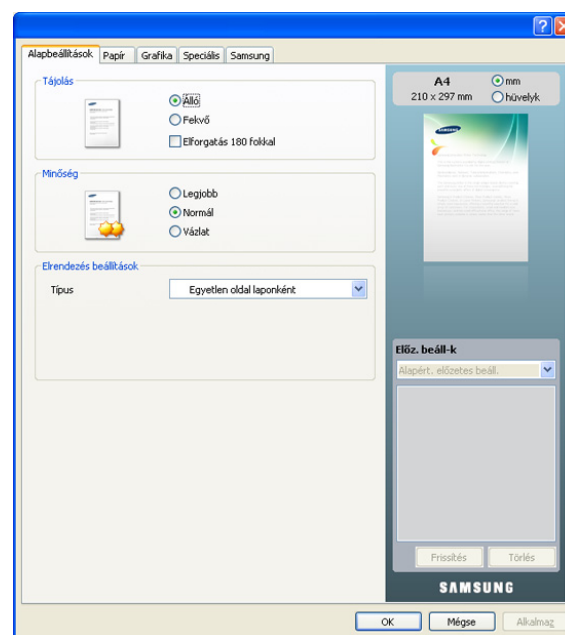 Alapbeállítások Papír Grafika Speciális Samsung
Tájolás
Álló
Fekvő
Elforgatás 180 fokkal
Minőség
Legjobb
Normál
Vázlat
Elrendezés beállítások
Típus Egyetlen oldal laponként
A4 mm
210 x 297 mm hüvelyk
SAMSUNG
Előz. beáll-k
Alapért. előzetes beáll.
Frissítés Törlés
SAMSUNG
OK Mégse Alkalmaz